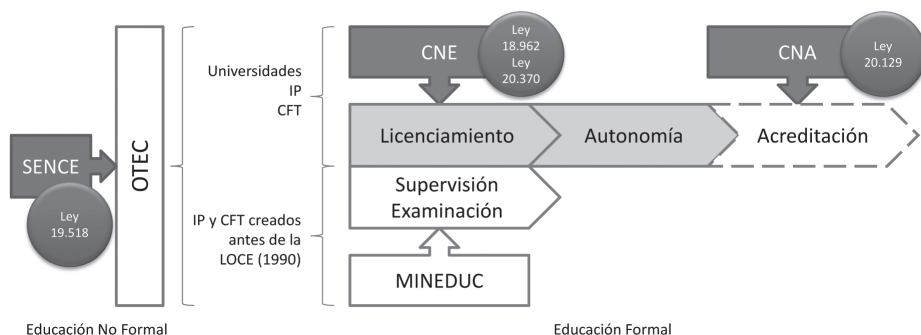 SENCE
Ley
19.518
OTEC
Universidades
IP
CFT
IP y CFT creados
antes de la
LOCE (1990)
CNE
Ley
18.962
Ley
20.370
CNA
Ley
20.129
Licenciamiento
Autonomía
Acreditación
Supervisión
Examinación
MINEDUC
Educación No Formal
Educación Formal